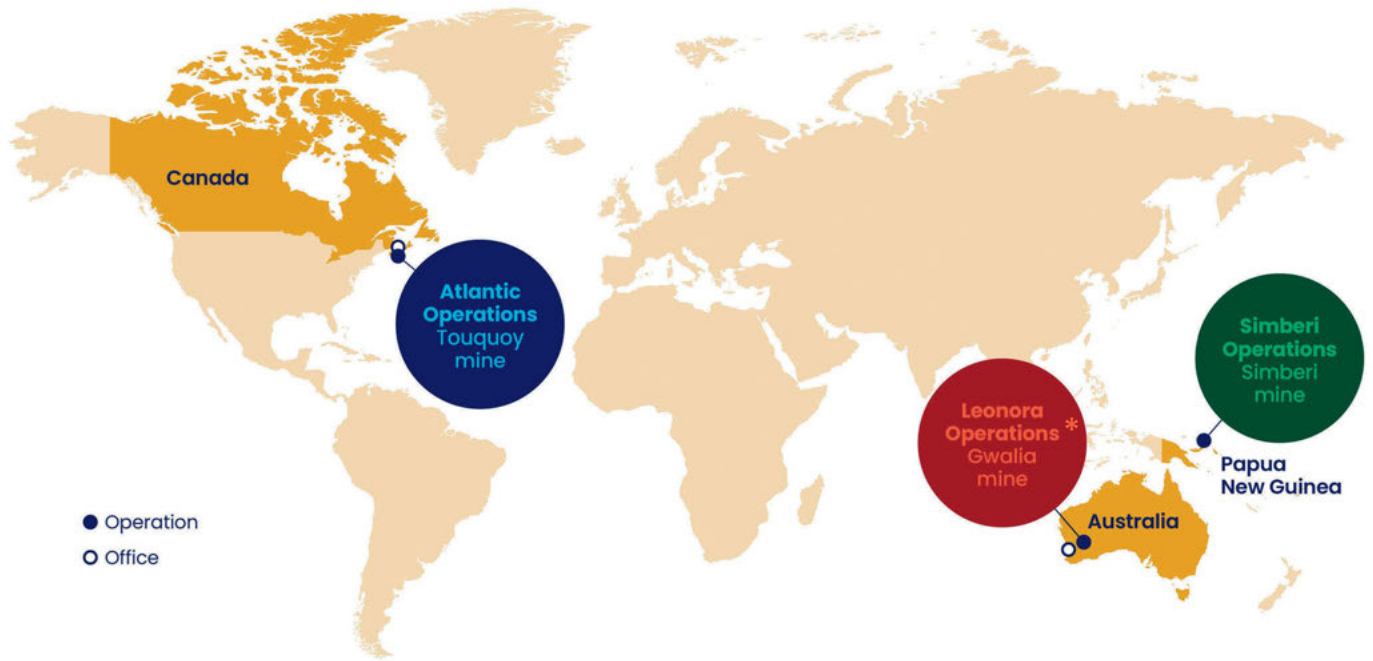 Canada
Atlantic
Operations
Touquoy
mine
Simberi
Operations
Simberi
mine
Leonora
Operations *
Gwalia
mine
Papua
New Guinea
Australia
Operation
Office